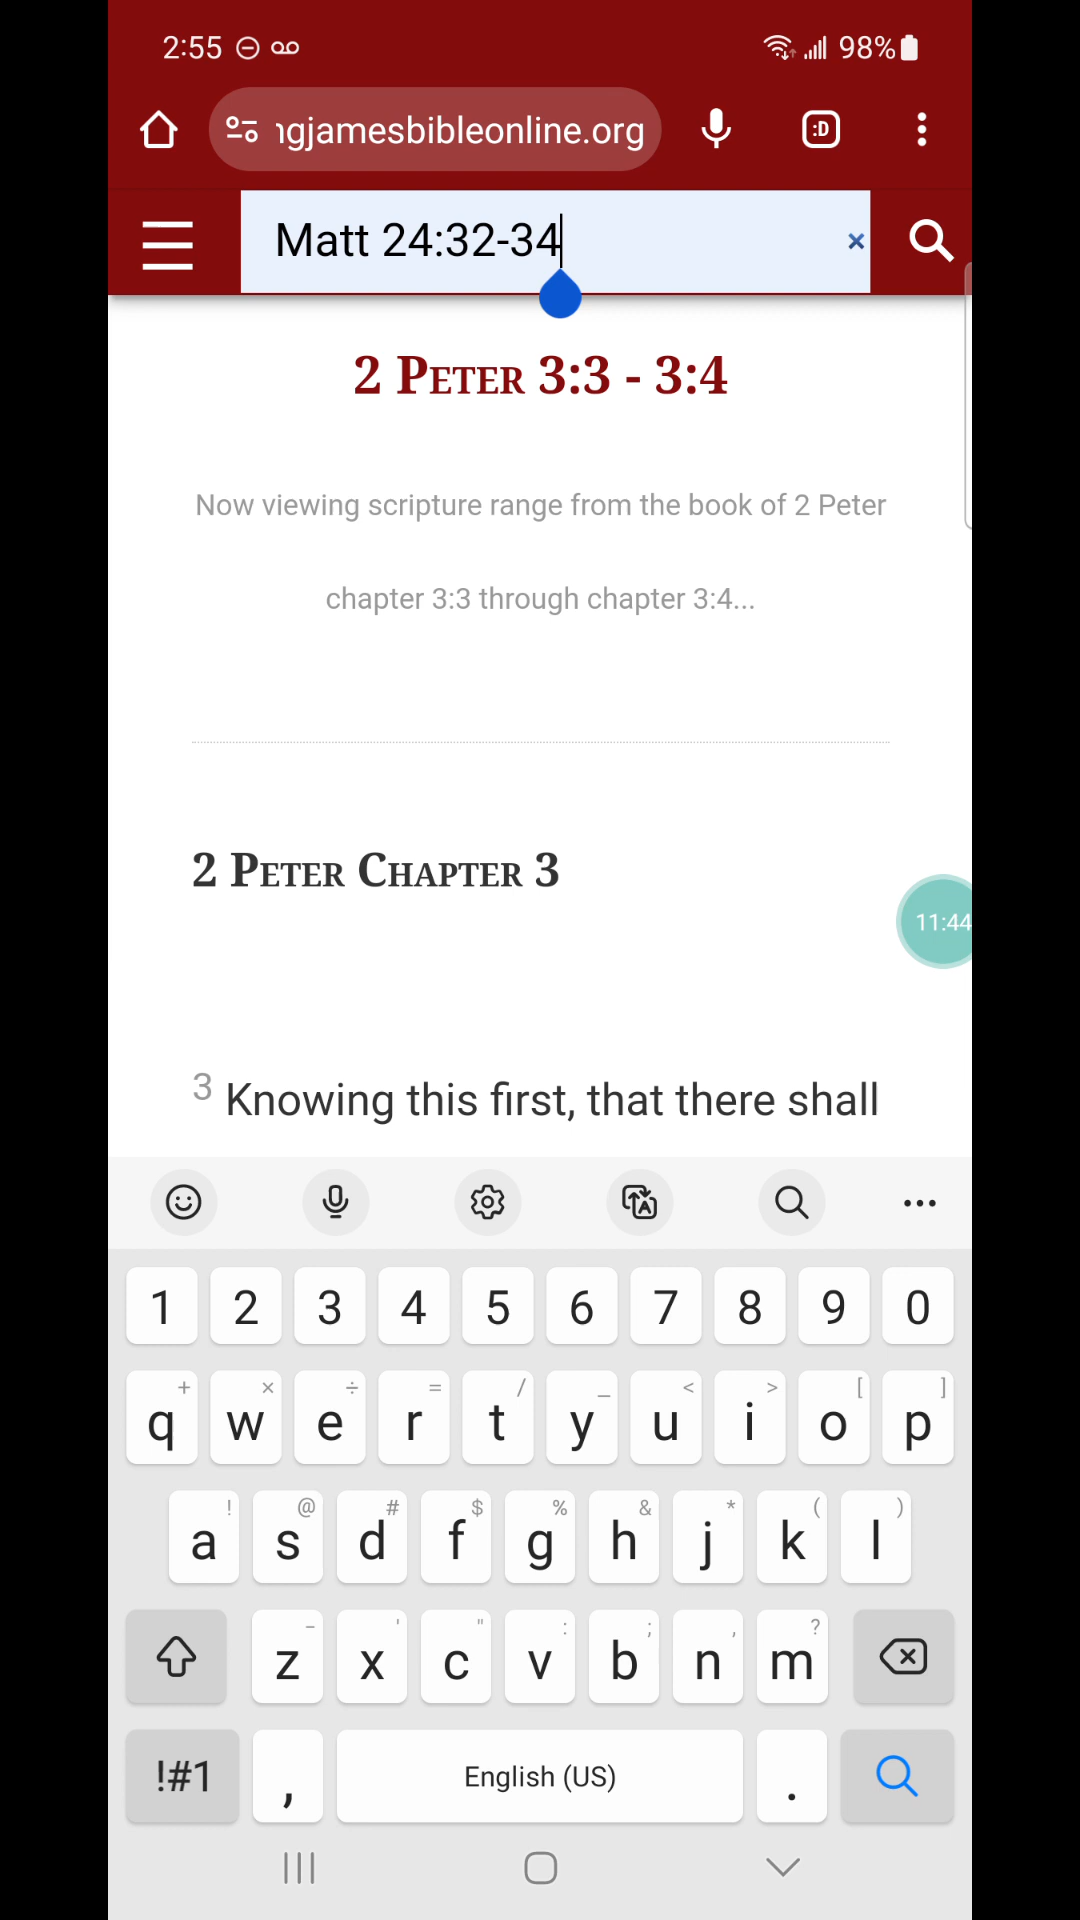 2:55 98%
ngjamesbibleonline.org :D
Matt 24:32-34 ×
2 Peter 3:3 - 3:4
Now viewing scripture range from the book of 2 Peter
chapter 3:3 through chapter 3:4...
2 Peter Chapter 3
11:44
3 Knowing this first, that there shall
1 2 3 4 5 6 7 8 9 0
+ × ÷ = / _ < > [ ]
q w e r t y u i o p
! @ # $ % & * ( )
a s d f g h j k l
- ' " : ; , ?
z x c v b n m
!#1 , English (US) .